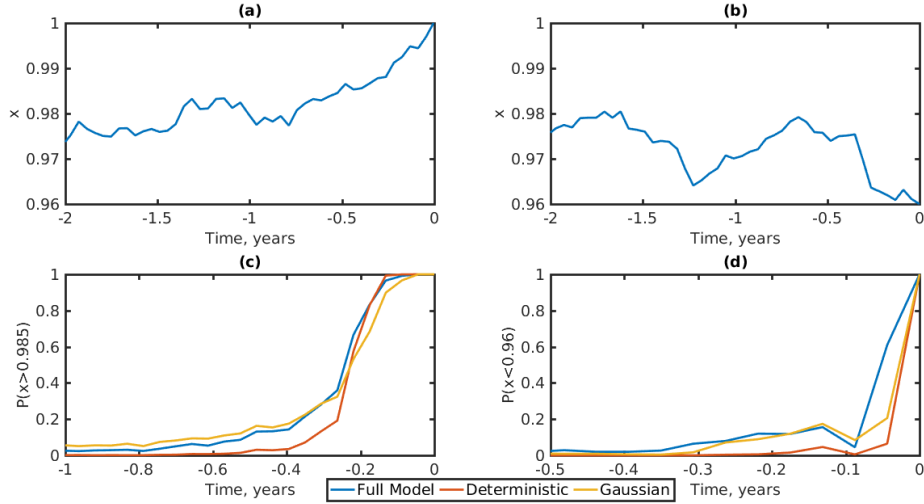 (a)
1
0.99
0.98
0.97
0.96
x
-2 -1.5 -1 -0.5 0
Time, years
(b)
1
0.99
0.98
0.97
0.96
x
-2 -1.5 -1 -0.5 0
Time, years
(c)
1
0.8
0.6
0.4
0.2
0
P(x>0.985)
-1 -0.8 -0.6 -0.4 -0.2 0
Time, years
(d)
1
0.8
0.6
0.4
0.2
0
P(x<0.96)
-0.5 -0.4 -0.3 -0.2 -0.1 0
Time, years
Full Model Deterministic Gaussian